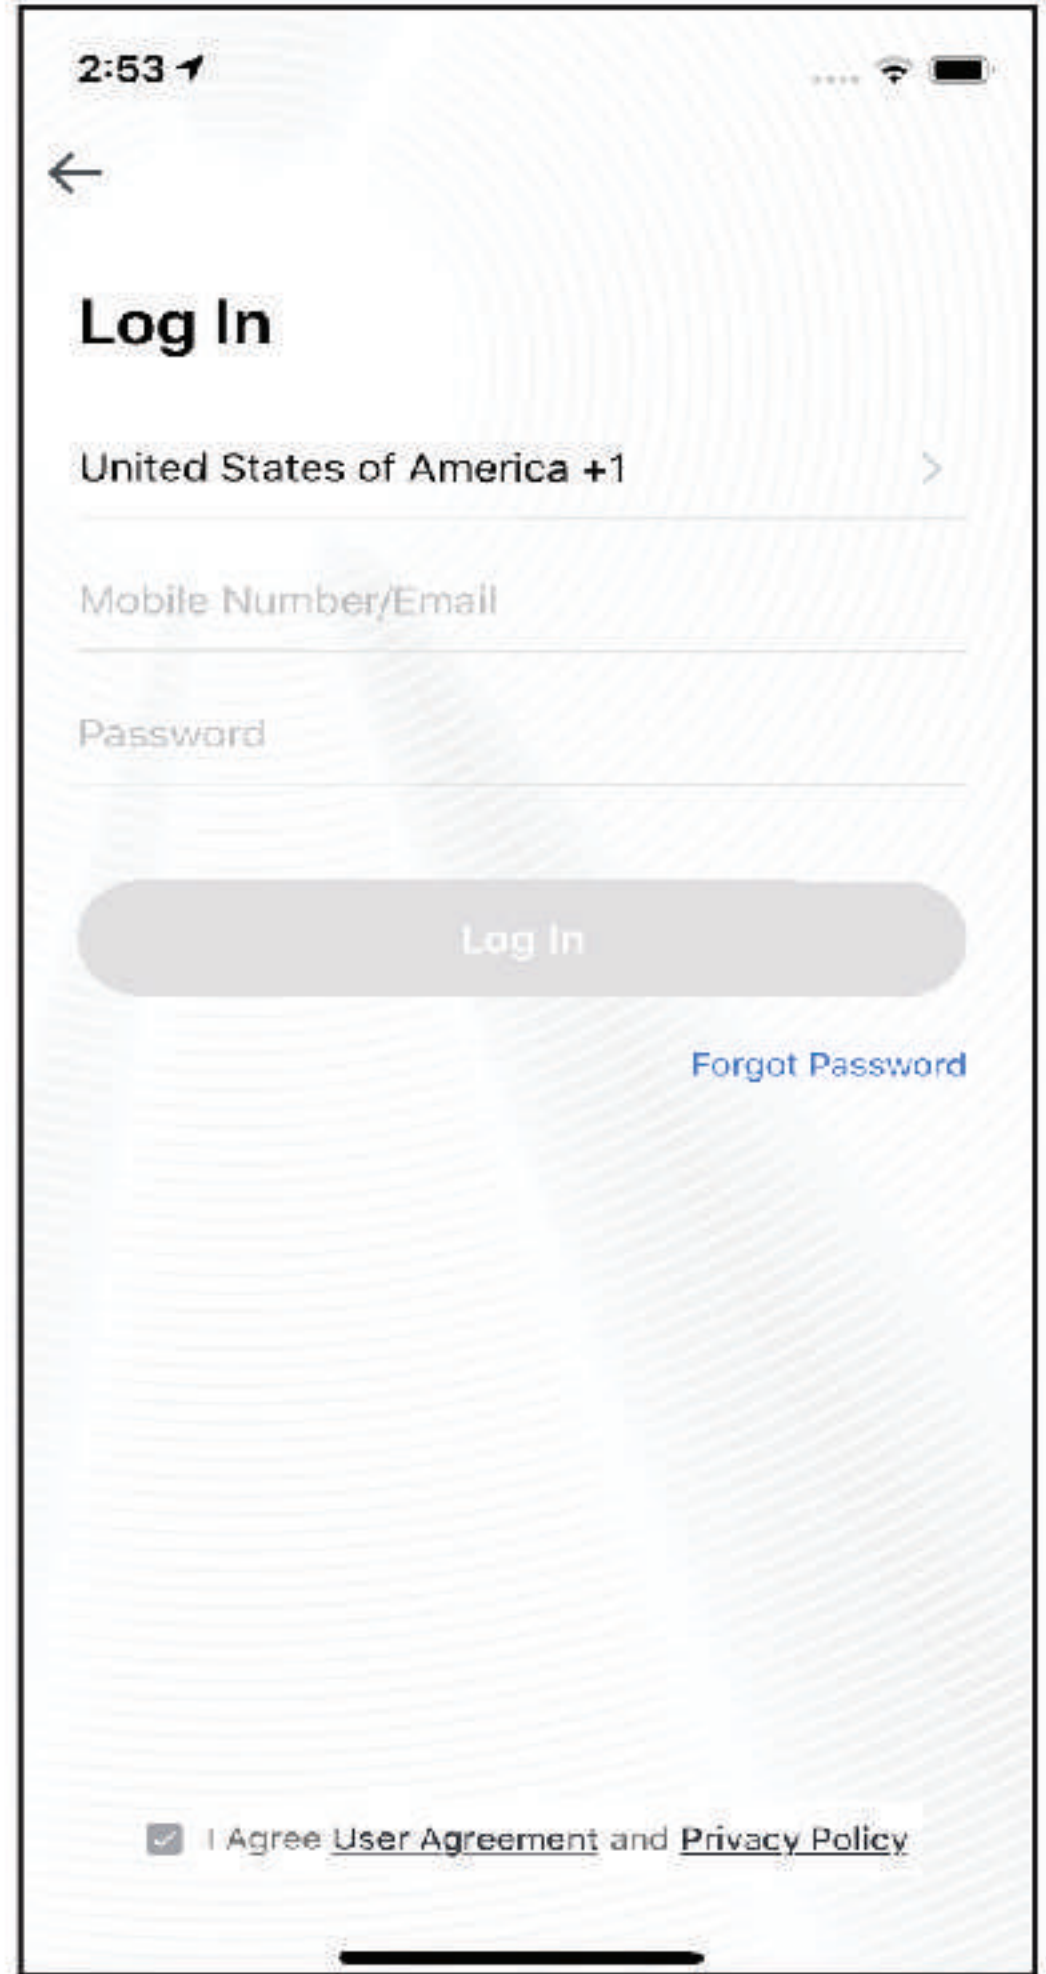 2:53
Log In
United States of America +1
Mobile Number/Email
Password
Log In
Forgot Password
I Agree User Agreement and Privacy Policy